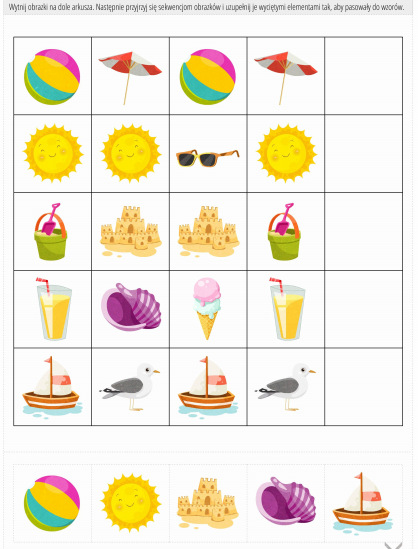 Wytnij obrazki na dole arkusza. Następnie przyjrzyj się sekwencjom obrazków i uzupełnij je wyciętymi elementami tak, aby pasowały do wzorów.